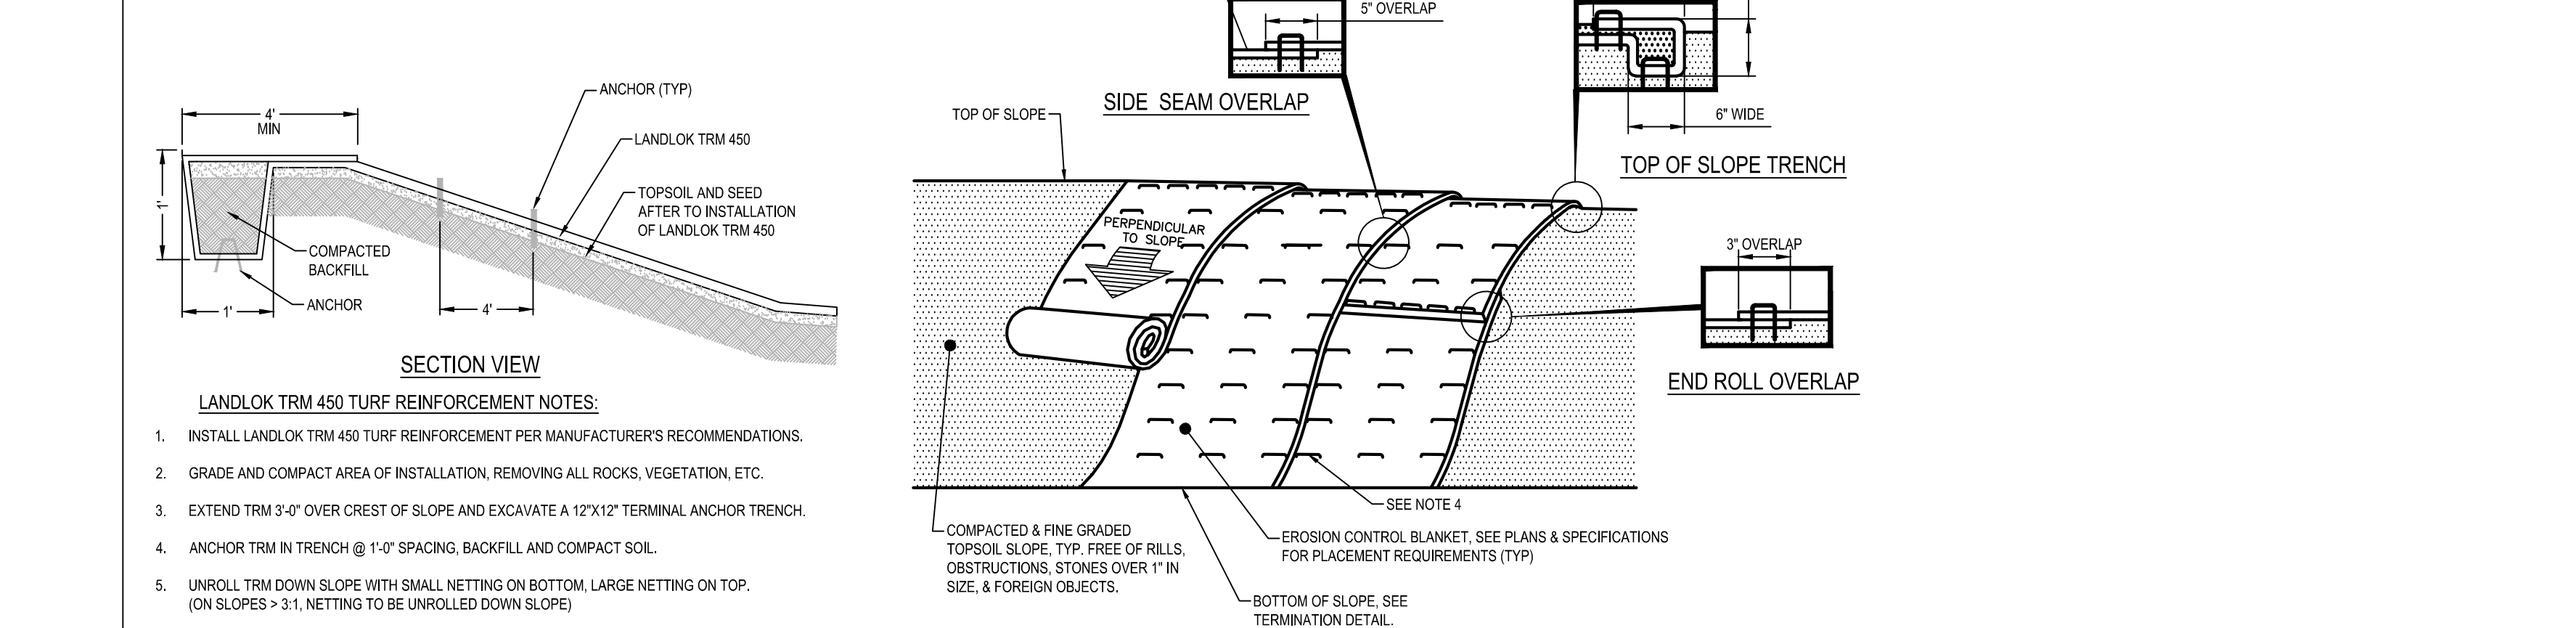 4'
MIN
1'
1'
4'
ANCHOR (TYP)
LANDLOK TRM 450
TOPSOIL AND SEED
AFTER TO INSTALLATION
OF LANDLOK TRM 450
COMPACTED
BACKFILL
ANCHOR
SECTION VIEW
LANDLOK TRM 450 TURF REINFORCEMENT NOTES:
1. INSTALL LANDLOK TRM 450 TURF REINFORCEMENT PER MANUFACTURER'S RECOMMENDATIONS.
2. GRADE AND COMPACT AREA OF INSTALLATION, REMOVING ALL ROCKS, VEGETATION, ETC.
3. EXTEND TRM 3'-0" OVER CREST OF SLOPE AND EXCAVATE A 12"X12" TERMINAL ANCHOR TRENCH.
4. ANCHOR TRM IN TRENCH @ 1'-0" SPACING, BACKFILL AND COMPACT SOIL.
5. UNROLL TRM DOWN SLOPE WITH SMALL NETTING ON BOTTOM, LARGE NETTING ON TOP.
(ON SLOPES > 3:1, NETTING TO BE UNROLLED DOWN SLOPE)
5" OVERLAP
SIDE SEAM OVERLAP
TOP OF SLOPE
6" WIDE
TOP OF SLOPE TRENCH
PERPENDICULAR
TO SLOPE
3" OVERLAP
END ROLL OVERLAP
SEE NOTE 4
COMPACTED & FINE GRADED
TOPSOIL SLOPE, TYP. FREE OF RILLS,
OBSTRUCTIONS, STONES OVER 1" IN
SIZE, & FOREIGN OBJECTS.
EROSION CONTROL BLANKET, SEE PLANS & SPECIFICATIONS
FOR PLACEMENT REQUIREMENTS (TYP)
BOTTOM OF SLOPE, SEE
TERMINATION DETAIL.